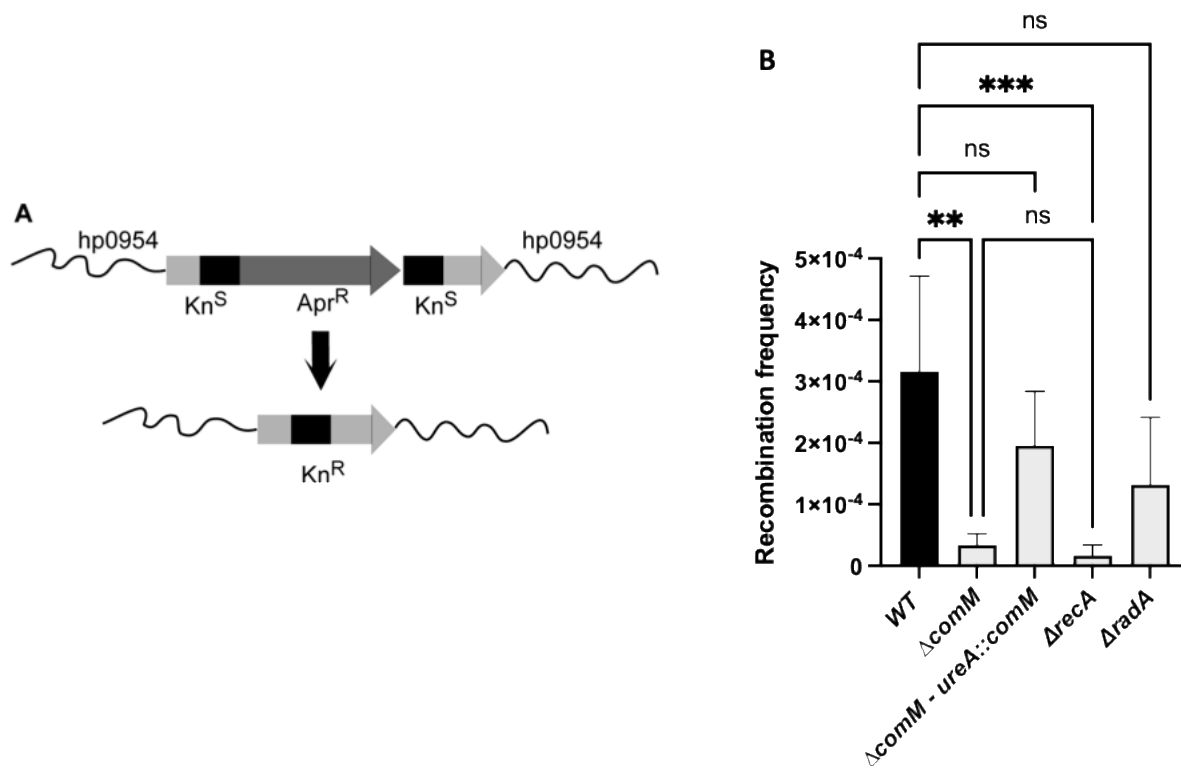 A
hp0954
hp0954
Kn^S
Apr^R
Kn^S
Kn^R
B
ns
***
ns
**
ns
Recombination frequency
5×10⁻⁴
4×10⁻⁴
3×10⁻⁴
2×10⁻⁴
1×10⁻⁴
0
WT
ΔcomM
ΔcomM - ureA::comM
ΔrecA
ΔradA